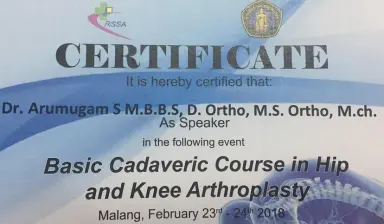 RSSA
CERTIFICATE
It is hereby certified that:
Dr. Arumugam S M.B.B.S, D. Ortho, M.S. Ortho, M.ch.
As Speaker
in the following event
Basic Cadaveric Course in Hip
and Knee Arthroplasty
Malang, February 23rd - 24th 2018